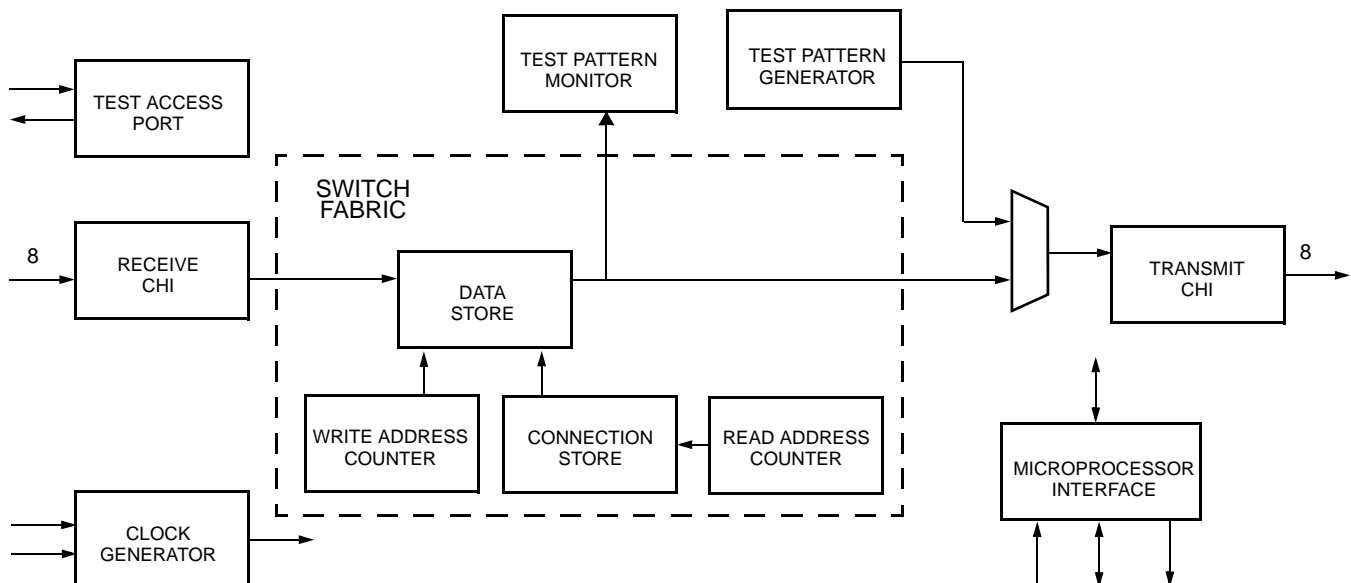 TEST PATTERN
MONITOR
TEST PATTERN
GENERATOR
TEST ACCESS
PORT
SWITCH
FABRIC
8
RECEIVE
CHI
DATA
STORE
TRANSMIT
CHI
8
WRITE ADDRESS
COUNTER
CONNECTION
STORE
READ ADDRESS
COUNTER
MICROPROCESSOR
INTERFACE
CLOCK
GENERATOR